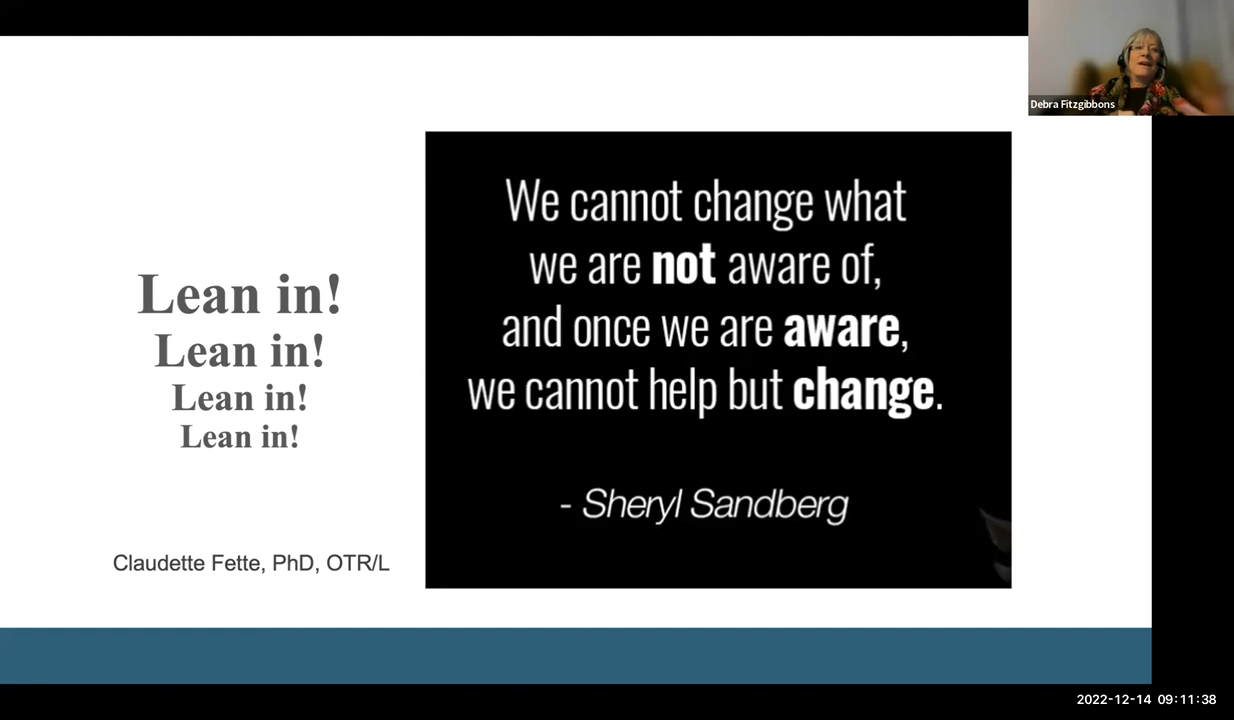 Debra Fitzgibbons
Lean in!
Lean in!
Lean in!
Lean in!
Claudette Fette, PhD, OTR/L
We cannot change what
we are not aware of,
and once we are aware,
we cannot help but change.
- Sheryl Sandberg
2022-12-14 09:11:38